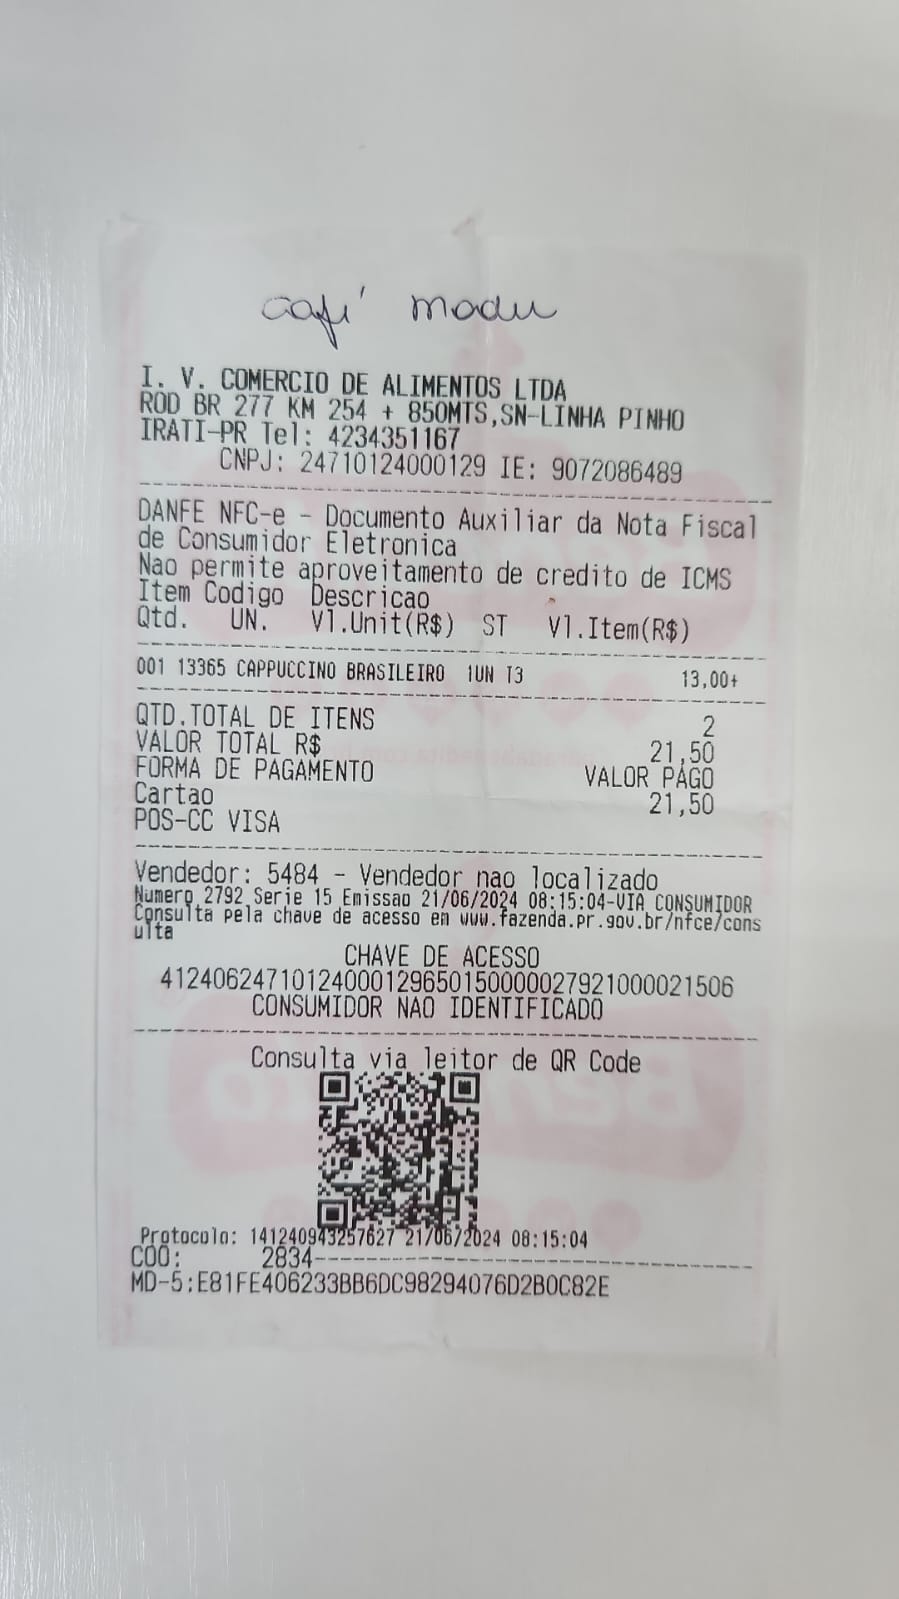 café madu
I. V. COMERCIO DE ALIMENTOS LTDA
ROD BR 277 KM 254 + 850MTS,SN-LINHA PINHO
IRATI-PR Tel: 4234351167
CNPJ: 24710124000129 IE: 9072086489
DANFE NFC-e - Documento Auxiliar da Nota Fiscal
de Consumidor Eletronica
Nao permite aproveitamento de credito de ICMS
Item Codigo Descricao
Qtd. UN. Vl.Unit(R$) ST Vl.Item(R$)
001 13365 CAPPUCCINO BRASILEIRO 1UN T3 13,00+
QTD.TOTAL DE ITENS 2
VALOR TOTAL R$ 21,50
FORMA DE PAGAMENTO VALOR PAGO
Cartao 21,50
POS-CC VISA
Vendedor: 5484 - Vendedor nao localizado
Numero 2792 Serie 15 Emissao 21/06/2024 08:15:04-VIA CONSUMIDOR
Consulta pela chave de acesso em www.fazenda.pr.gov.br/nfce/cons
ulta
CHAVE DE ACESSO
41240624710124000129650150000027921000021506
CONSUMIDOR NAO IDENTIFICADO
Consulta via leitor de QR Code
Protocolo: 141240943257627 21/06/2024 08:15:04
COO: 2834
MD-5:E81FE406233BB6DC98294076D2B0C82E